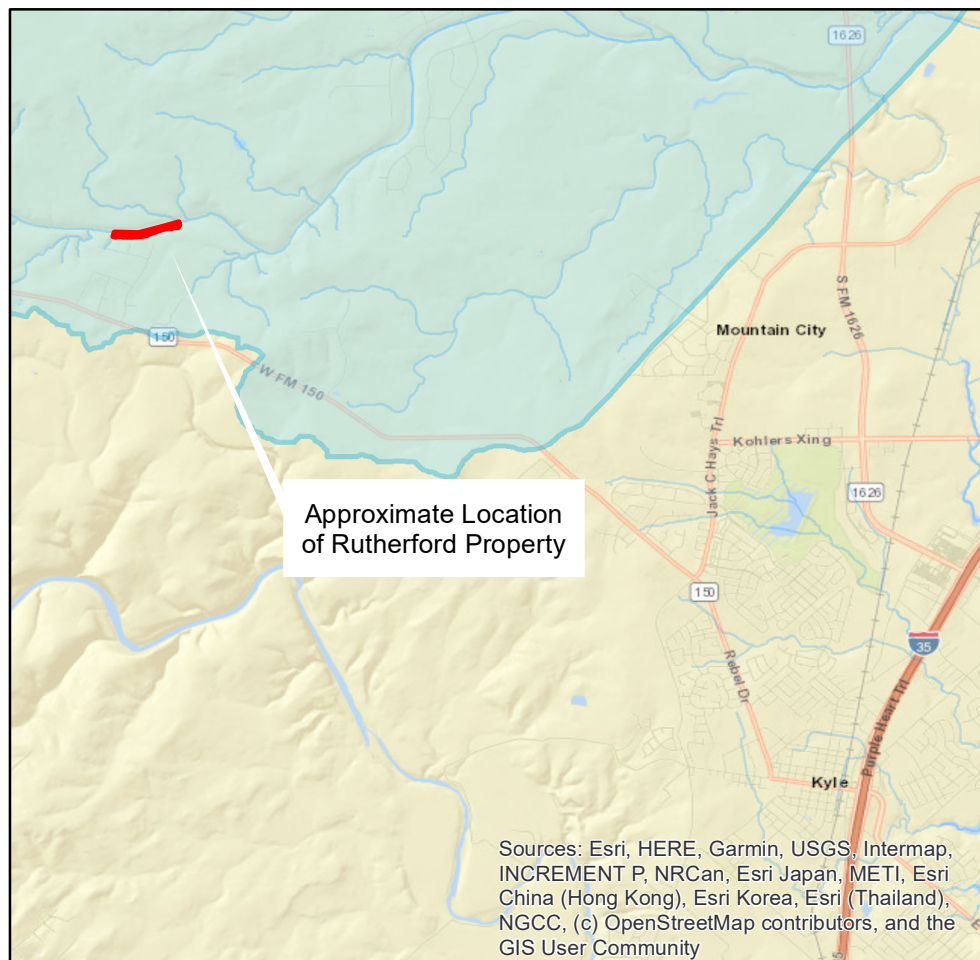 1626
150
W FM 150
Mountain City
S FM 1626
Jack C Hays Trl
Kohlers Xing
1626
Approximate Location
of Rutherford Property
150
35
Rebel Dr
Purple Heart Trl
Kyle
Sources: Esri, HERE, Garmin, USGS, Intermap,
INCREMENT P, NRCan, Esri Japan, METI, Esri
China (Hong Kong), Esri Korea, Esri (Thailand),
NGCC, (c) OpenStreetMap contributors, and the
GIS User Community